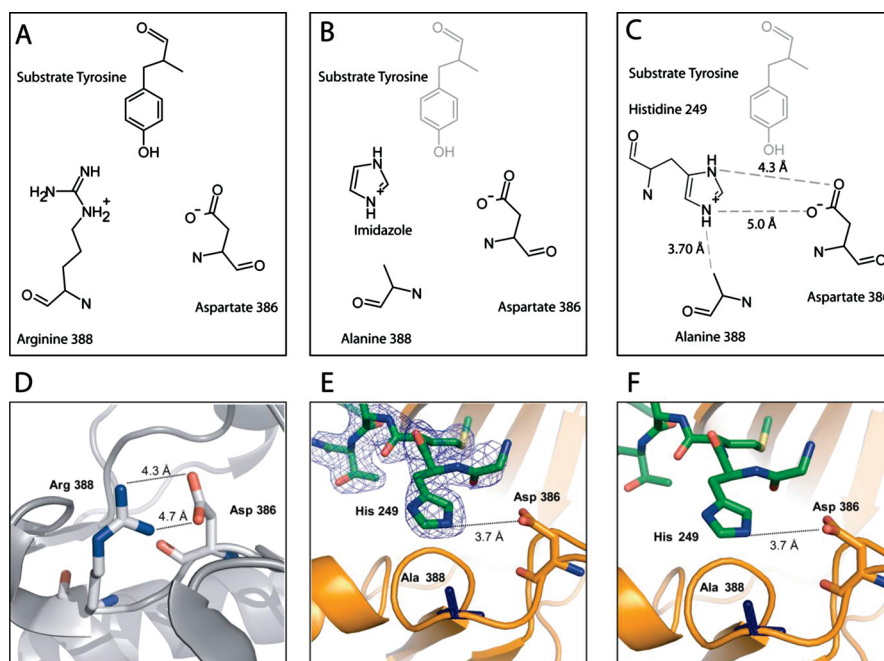 A
Substrate Tyrosine
OH
NH
H₂N
NH₂
+
O⁻
O
O
N
N
O
Aspartate 386
Arginine 388
B
Substrate Tyrosine
O
OH
H
N
N
+
H
Imidazole
O
O⁻
N
O
N
O
Aspartate 386
Alanine 388
C
Substrate Tyrosine
O
Histidine 249
OH
O
H
N
4.3 Å
N
+
O
N
H
O⁻
5.0 Å
3.70 Å
N
O
N
O
Aspartate 386
Alanine 388
D
4.3 Å
Arg 388
4.7 Å
Asp 386
E
His 249
Asp 386
3.7 Å
Ala 388
F
His 249
Asp 386
3.7 Å
Ala 388